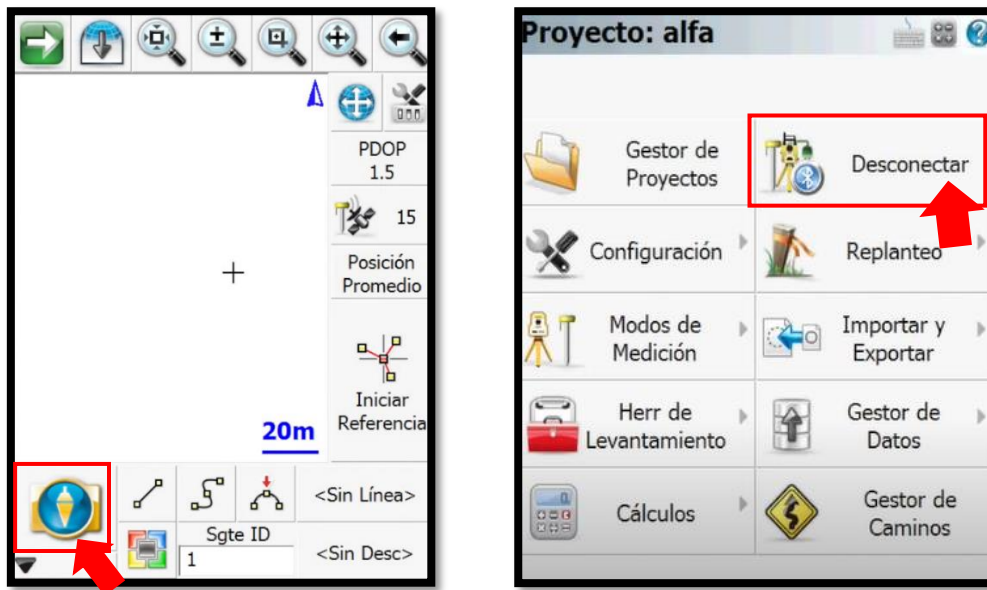 PDOP
1.5
15
Posición
Promedio
Iniciar
Referencia
20m
<Sin Línea>
Sgte ID
1
<Sin Desc>
Proyecto: alfa
Gestor de
Proyectos
Desconectar
Configuración
Replanteo
Modos de
Medición
Importar y
Exportar
Herr de
Levantamiento
Gestor de
Datos
Cálculos
Gestor de
Caminos